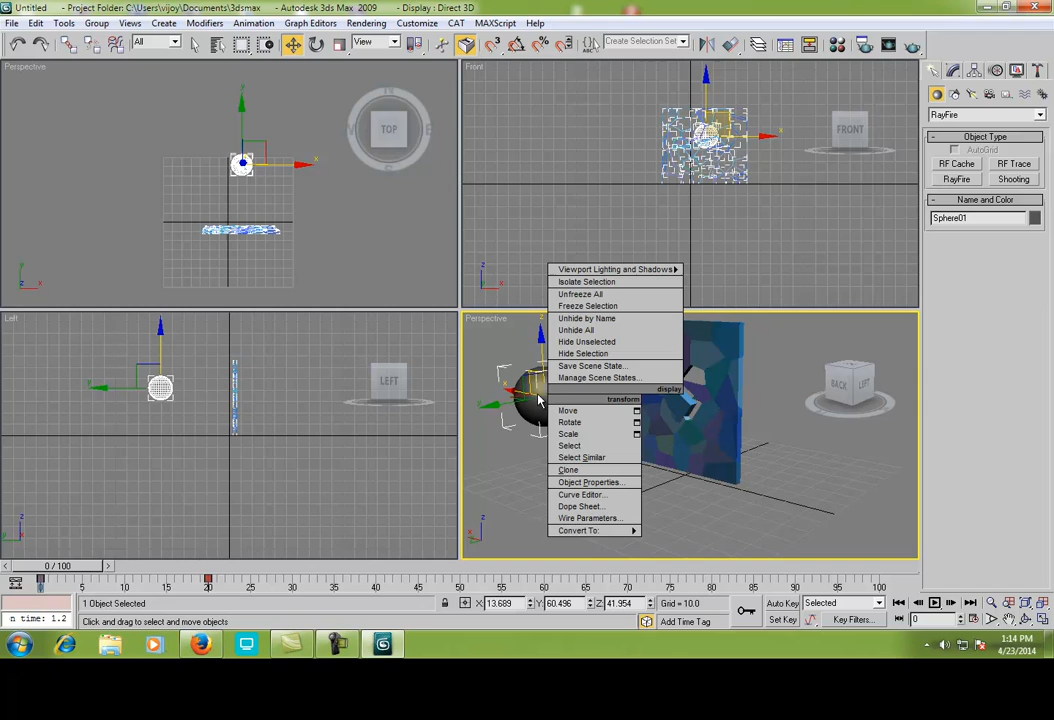 Untitled - Project Folder: C:\Users\vijoy\Documents\3dsmax - Autodesk 3ds Max 2009 - Display : Direct 3D
File Edit Tools Group Views Create Modifiers Animation Graph Editors Rendering Customize CAT MAXScript Help
All View Create Selection Set
Perspective Front
TOP FRONT
RayFire
Object Type
AutoGrid
RF Cache RF Trace
RayFire Shooting
Name and Color
Sphere01
Viewport Lighting and Shadows
Isolate Selection
Unfreeze All
Freeze Selection
Unhide by Name
Unhide All
Hide Unselected
Hide Selection
Save Scene State...
Manage Scene States...
display
transform
Move
Rotate
Scale
Select
Select Similar
Clone
Object Properties...
Curve Editor...
Dope Sheet...
Wire Parameters...
Convert To:
Left Perspective
LEFT BACK LEFT
0 / 100
5 10 15 25 30 35 40 45 50 55 60 65 70 75 80 85 90 95 100
1 Object Selected X: 13.689 Y: 60.496 Z: 41.954 Grid = 10.0 Auto Key Selected
n time: 1.2 Click and drag to select and move objects Add Time Tag Set Key Key Filters... 0
1:14 PM
4/23/2014